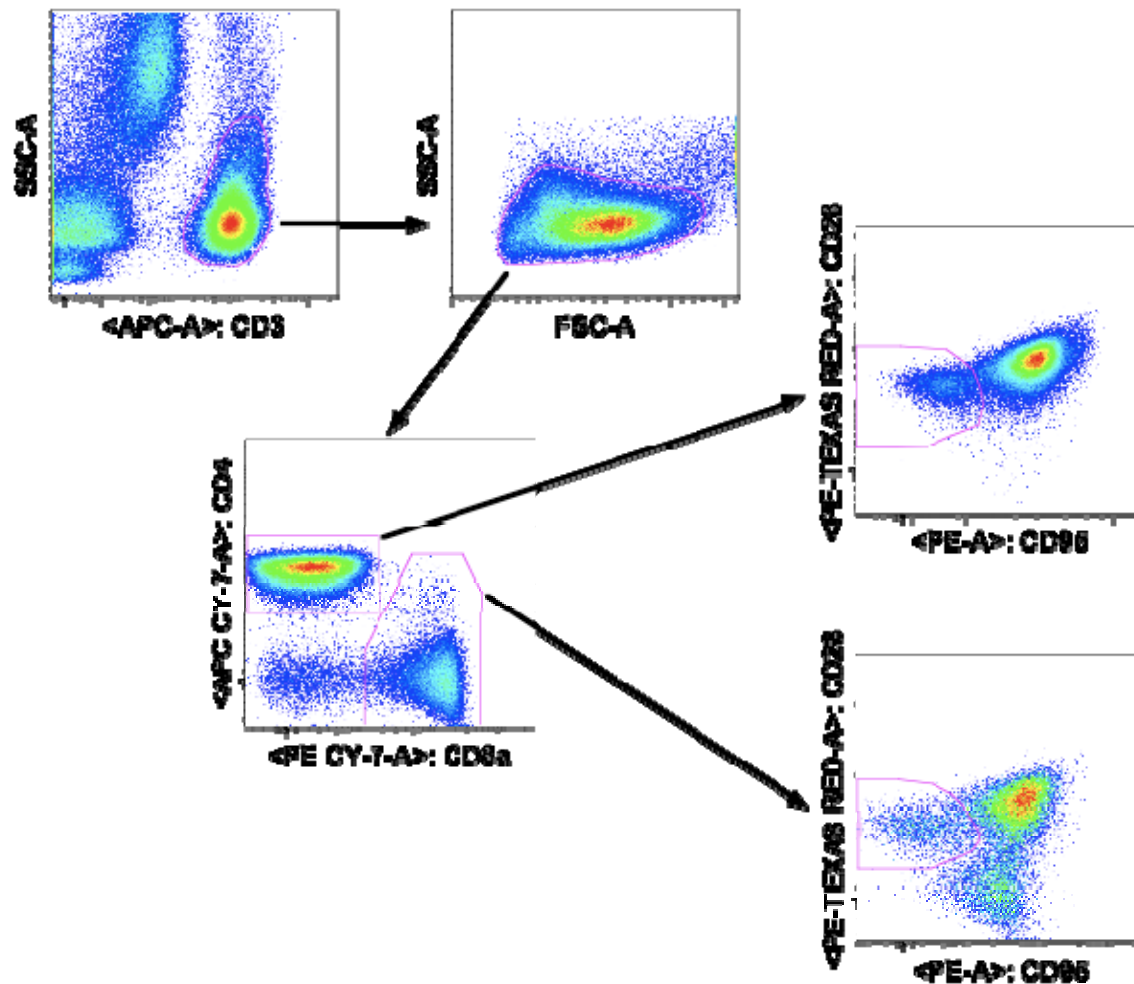 SSC-A
<APC-A>: CD3
SSC-A
FSC-A
<APC CY-7-A>: CD4
<PE CY-7-A>: CD8a
<PE-TEXAS RED-A>: CD28
<PE-A>: CD95
<PE-TEXAS RED-A>: CD28
<PE-A>: CD95